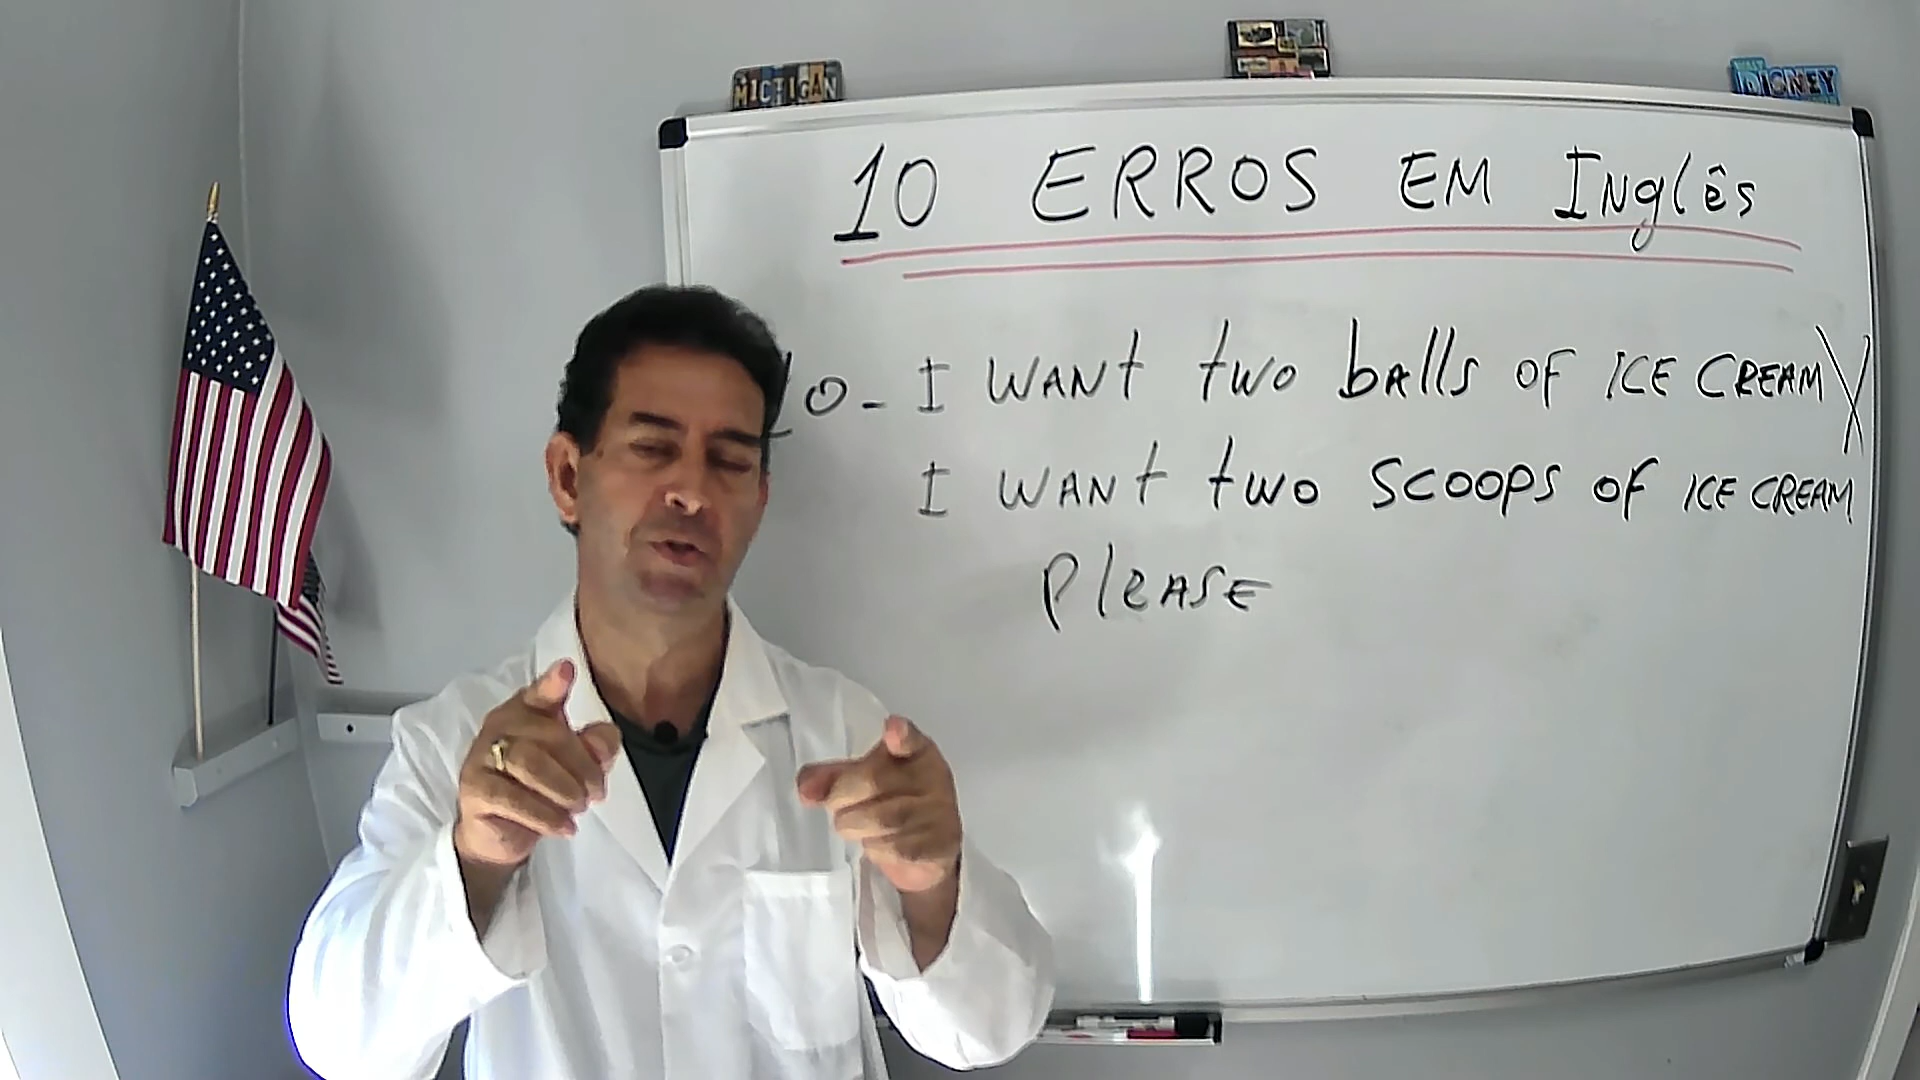 MICHIGAN
DISNEY
10 ERROS EM INglês
10 - I WANt two bAlls OF ICE CREAM X
I WANt two SCOOPS of ICE CREAM
PleASE